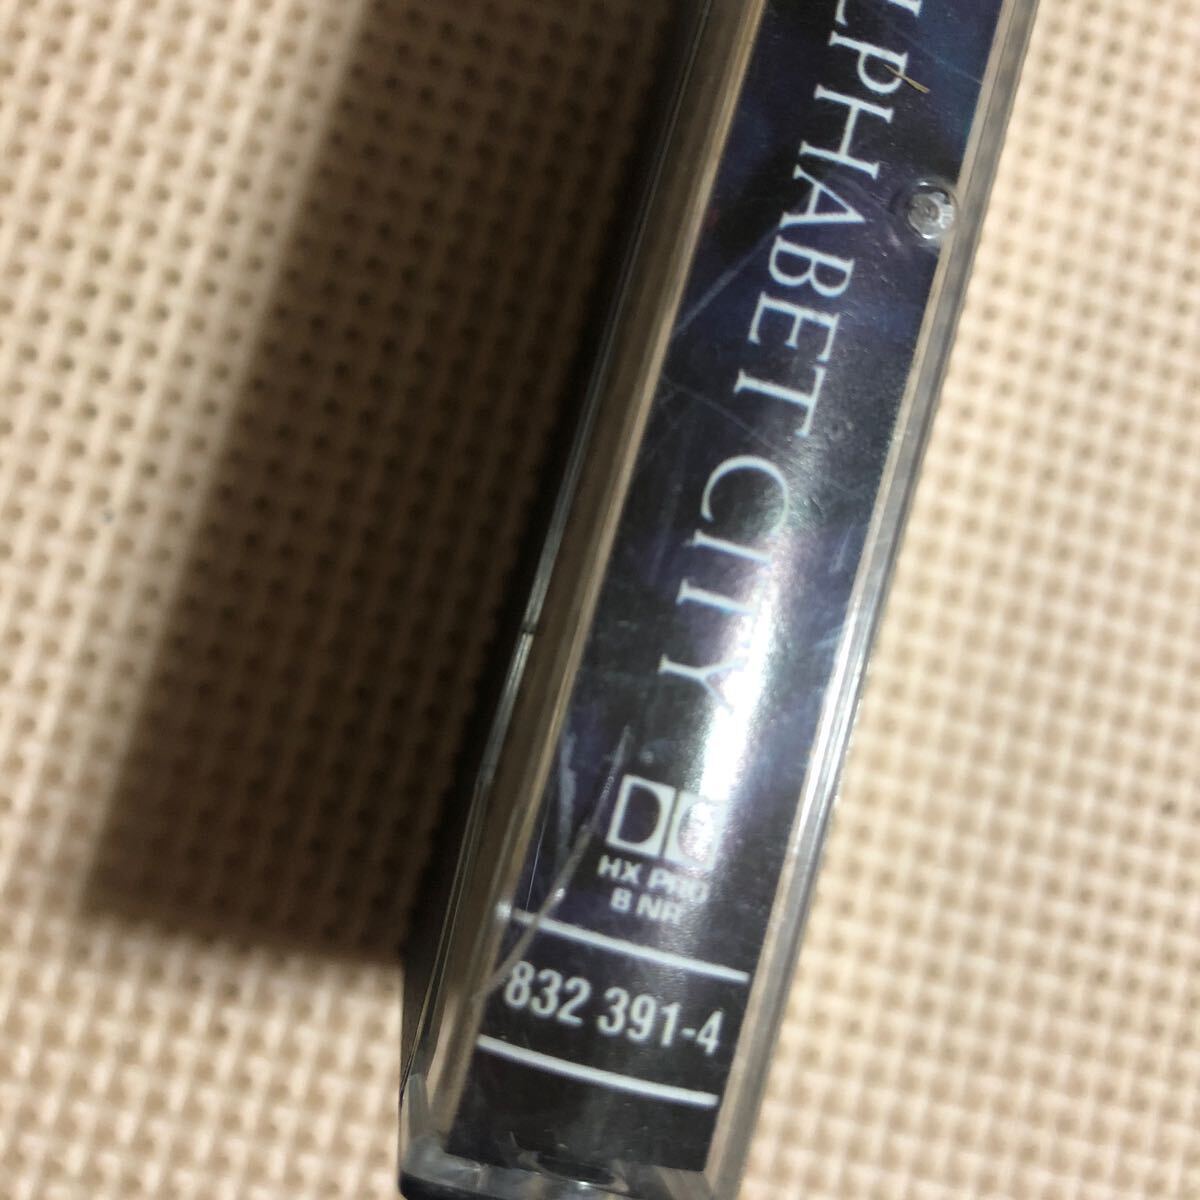 LPHABET CITY
HX PRO
B NR
832 391-4